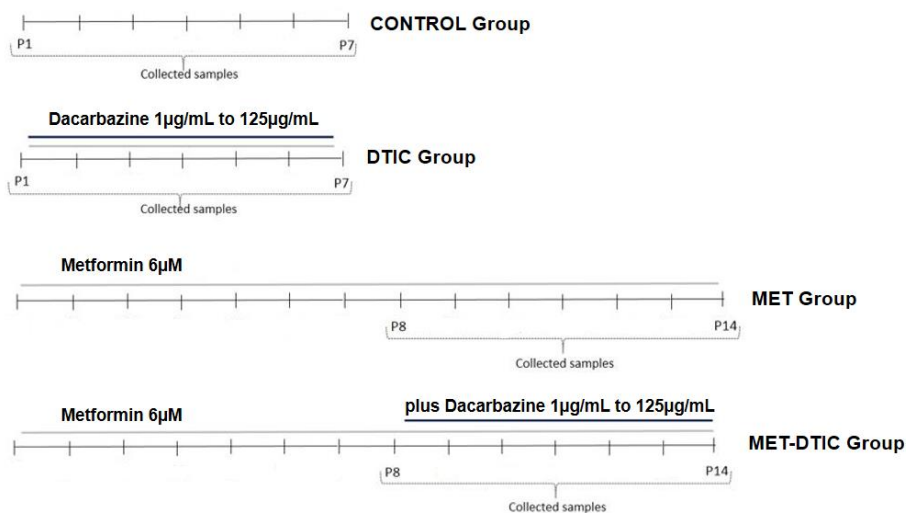 CONTROL Group
P1 P7
Collected samples
Dacarbazine 1µg/mL to 125µg/mL
DTIC Group
P1 P7
Collected samples
Metformin 6µM
MET Group
P8 P14
Collected samples
Metformin 6µM
plus Dacarbazine 1µg/mL to 125µg/mL
MET-DTIC Group
P8 P14
Collected samples